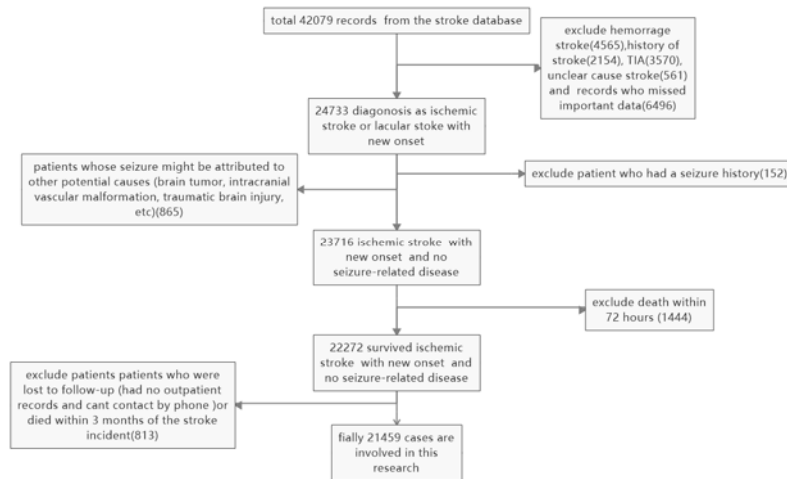 total 42079 records from the stroke database
exclude hemorrage
stroke(4565),history of
stroke(2154), TIA(3570),
unclear cause stroke(561)
and records who missed
important data(6496)
24733 diagonosis as ischemic
stroke or lacular stoke with
new onset
patients whose seizure might be attributed to
other potential causes (brain tumor, intracranial
vascular malformation, traumatic brain injury,
etc)(865)
exclude patient who had a seizure history(152)
23716 ischemic stroke with
new onset and no
seizure-related disease
exclude death within
72 hours (1444)
22272 survived ischemic
stroke with new onset and
no seizure-related disease
exclude patients patients who were
lost to follow-up (had no outpatient
records and cant contact by phone )or
died within 3 months of the stroke
incident(813)
fially 21459 cases are
involved in this
research